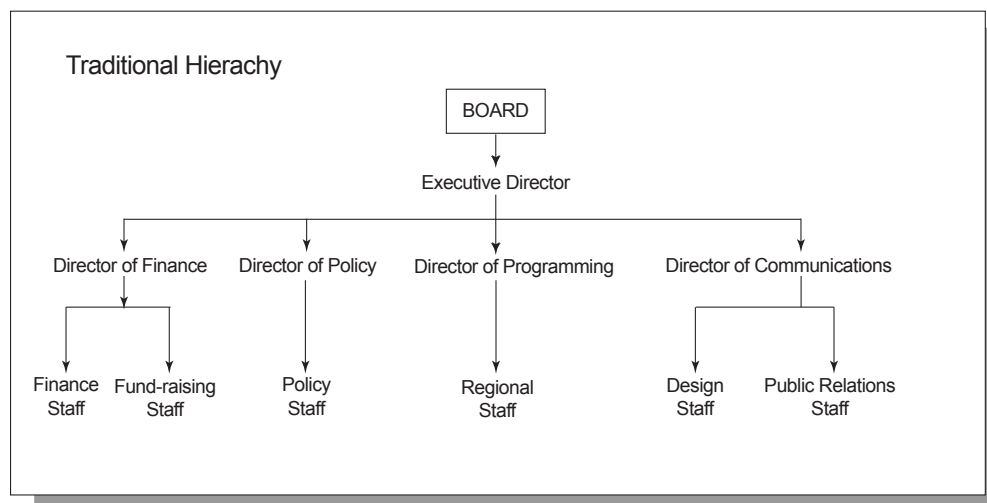 Traditional Hierachy
BOARD
Executive Director
Director of Finance
Director of Policy
Director of Programming
Director of Communications
Finance
Staff
Fund-raising
Staff
Policy
Staff
Regional
Staff
Design
Staff
Public Relations
Staff